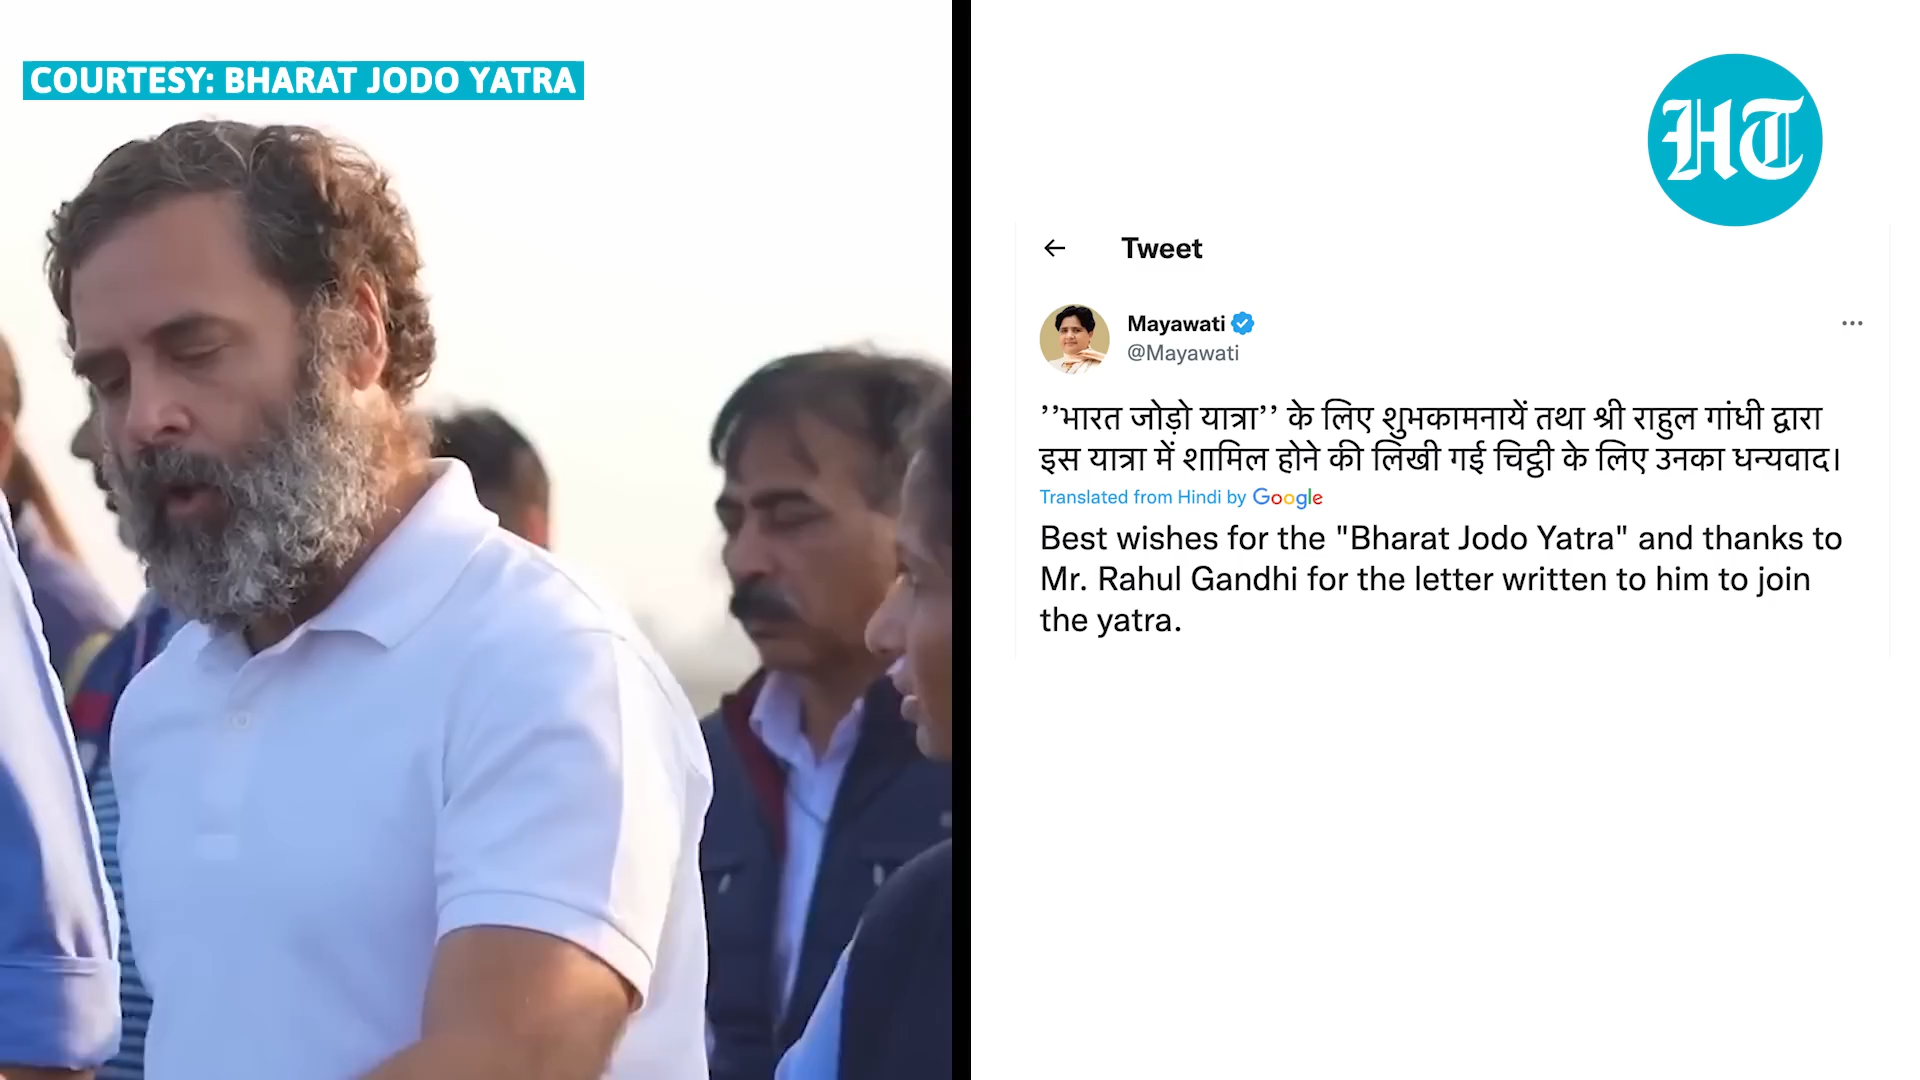 COURTESY: BHARAT JODO YATRA
HT
Tweet
Mayawati
@Mayawati
’’भारत जोड़ो यात्रा’’ के लिए शुभकामनायें तथा श्री राहुल गांधी द्वारा
इस यात्रा में शामिल होने की लिखी गई चिट्ठी के लिए उनका धन्यवाद।
Translated from Hindi by Google
Best wishes for the "Bharat Jodo Yatra" and thanks to
Mr. Rahul Gandhi for the letter written to him to join
the yatra.